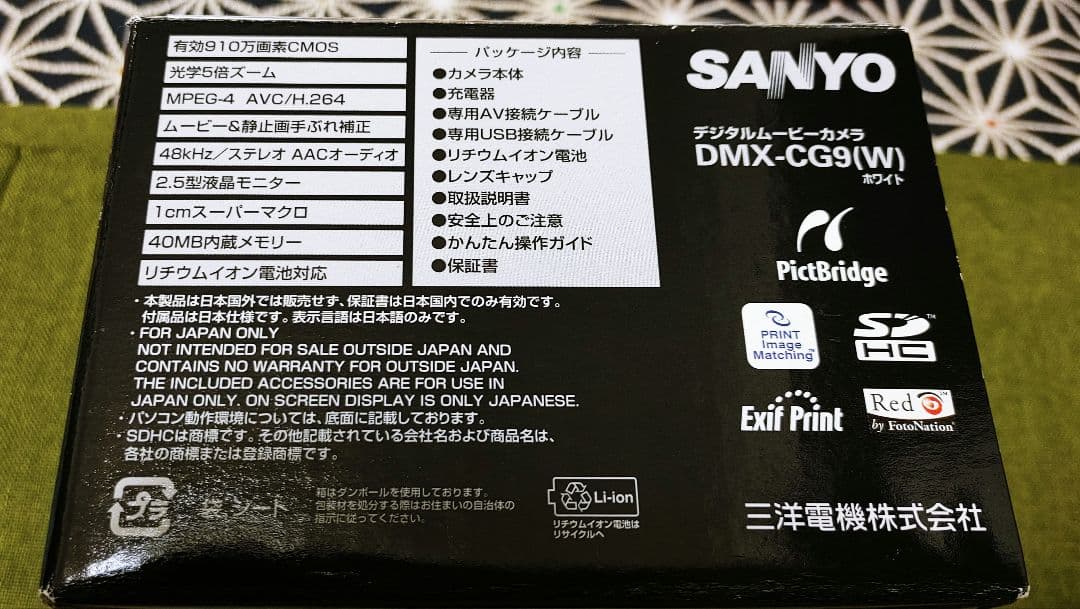 有効910万画素CMOS
光学5倍ズーム
MPEG-4 AVC/H.264
ムービー&静止画手ぶれ補正
48kHz/ステレオ AACオーディオ
2.5型液晶モニター
1cmスーパーマクロ
40MB内蔵メモリー
リチウムイオン電池対応
パッケージ内容
●カメラ本体
●充電器
●専用AV接続ケーブル
●専用USB接続ケーブル
●リチウムイオン電池
●レンズキャップ
●取扱説明書
●安全上のご注意
●かんたん操作ガイド
●保証書
SANYO
デジタルムービーカメラ
DMX-CG9(W)
ホワイト
PictBridge
PRINT
Image
Matching™
SD™
HC
Exif Print
Red
by FotoNation
・本製品は日本国外では販売せず、保証書は日本国内でのみ有効です。
付属品は日本仕様です。表示言語は日本語のみです。
・FOR JAPAN ONLY
NOT INTENDED FOR SALE OUTSIDE JAPAN AND
CONTAINS NO WARRANTY FOR OUTSIDE JAPAN.
THE INCLUDED ACCESSORIES ARE FOR USE IN
JAPAN ONLY. ON SCREEN DISPLAY IS ONLY JAPANESE.
・パソコン動作環境については、底面に記載しております。
・SDHCは商標です。その他記載されている会社名および商品名は、
各社の商標または登録商標です。
プラ
袋 シート
箱はダンボールを使用しております。
包装材を処分する際はお住まいの自治体の
指示に従ってください。
Li-ion
リチウムイオン電池は
リサイクルへ
三洋電機株式会社